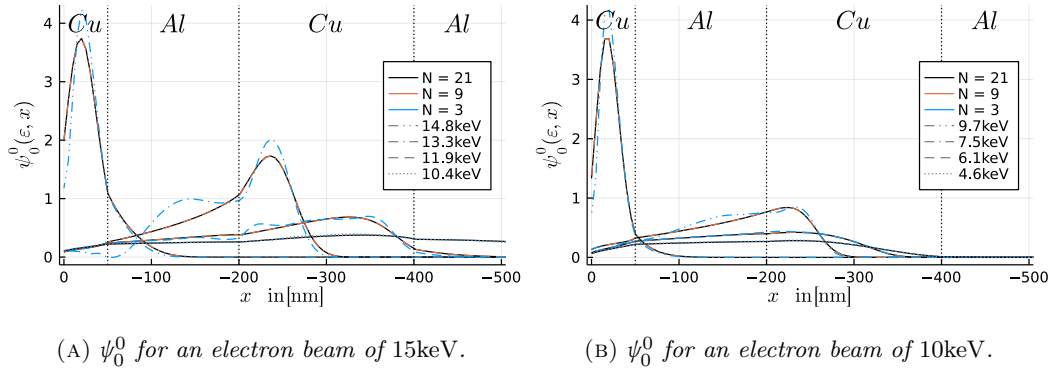 Cu Al Cu Al
4
3
2
1
0
ψ₀⁰(ε, x)
N = 21
N = 9
N = 3
14.8keV
13.3keV
11.9keV
10.4keV
0 -100 -200 -300 -400 -500
x in[nm]
(A) ψ₀⁰ for an electron beam of 15keV.
Cu Al Cu Al
4
3
2
1
0
ψ₀⁰(ε, x)
N = 21
N = 9
N = 3
9.7keV
7.5keV
6.1keV
4.6keV
0 -100 -200 -300 -400 -500
x in[nm]
(B) ψ₀⁰ for an electron beam of 10keV.